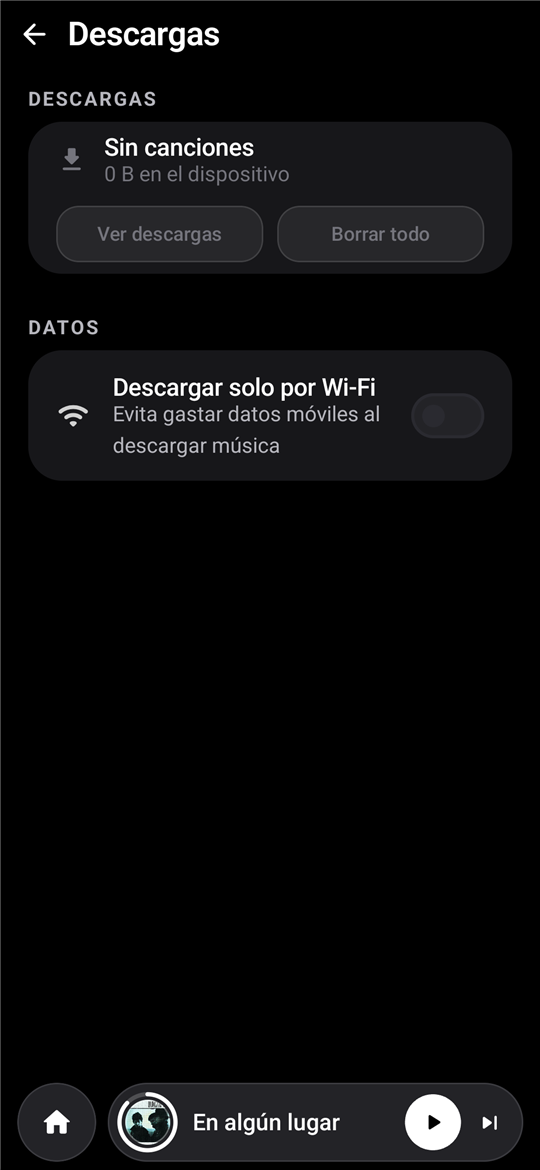 Descargas
DESCARGAS
Sin canciones
0 B en el dispositivo
Ver descargas
Borrar todo
DATOS
Descargar solo por Wi-Fi
Evita gastar datos móviles al
descargar música
En algún lugar